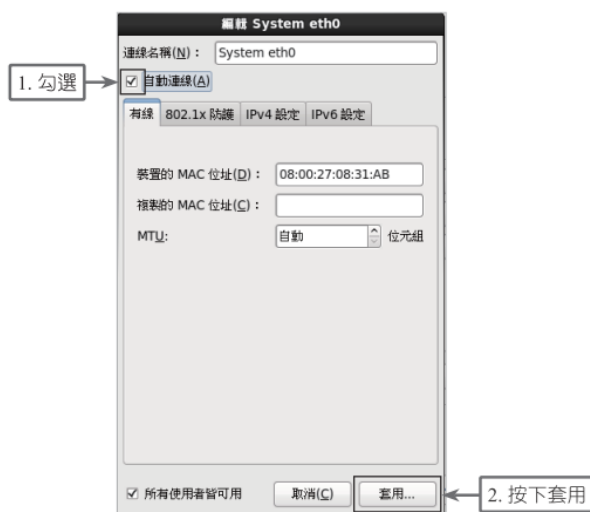 編輯 System eth0
連線名稱(N)： System eth0
1. 勾選
自動連線(A)
有線 802.1x 防護 IPv4 設定 IPv6 設定
裝置的 MAC 位址(D)： 08:00:27:08:31:AB
複製的 MAC 位址(C)：
MTU: 自動 位元組
所有使用者皆可用 取消(C) 套用...
2. 按下套用